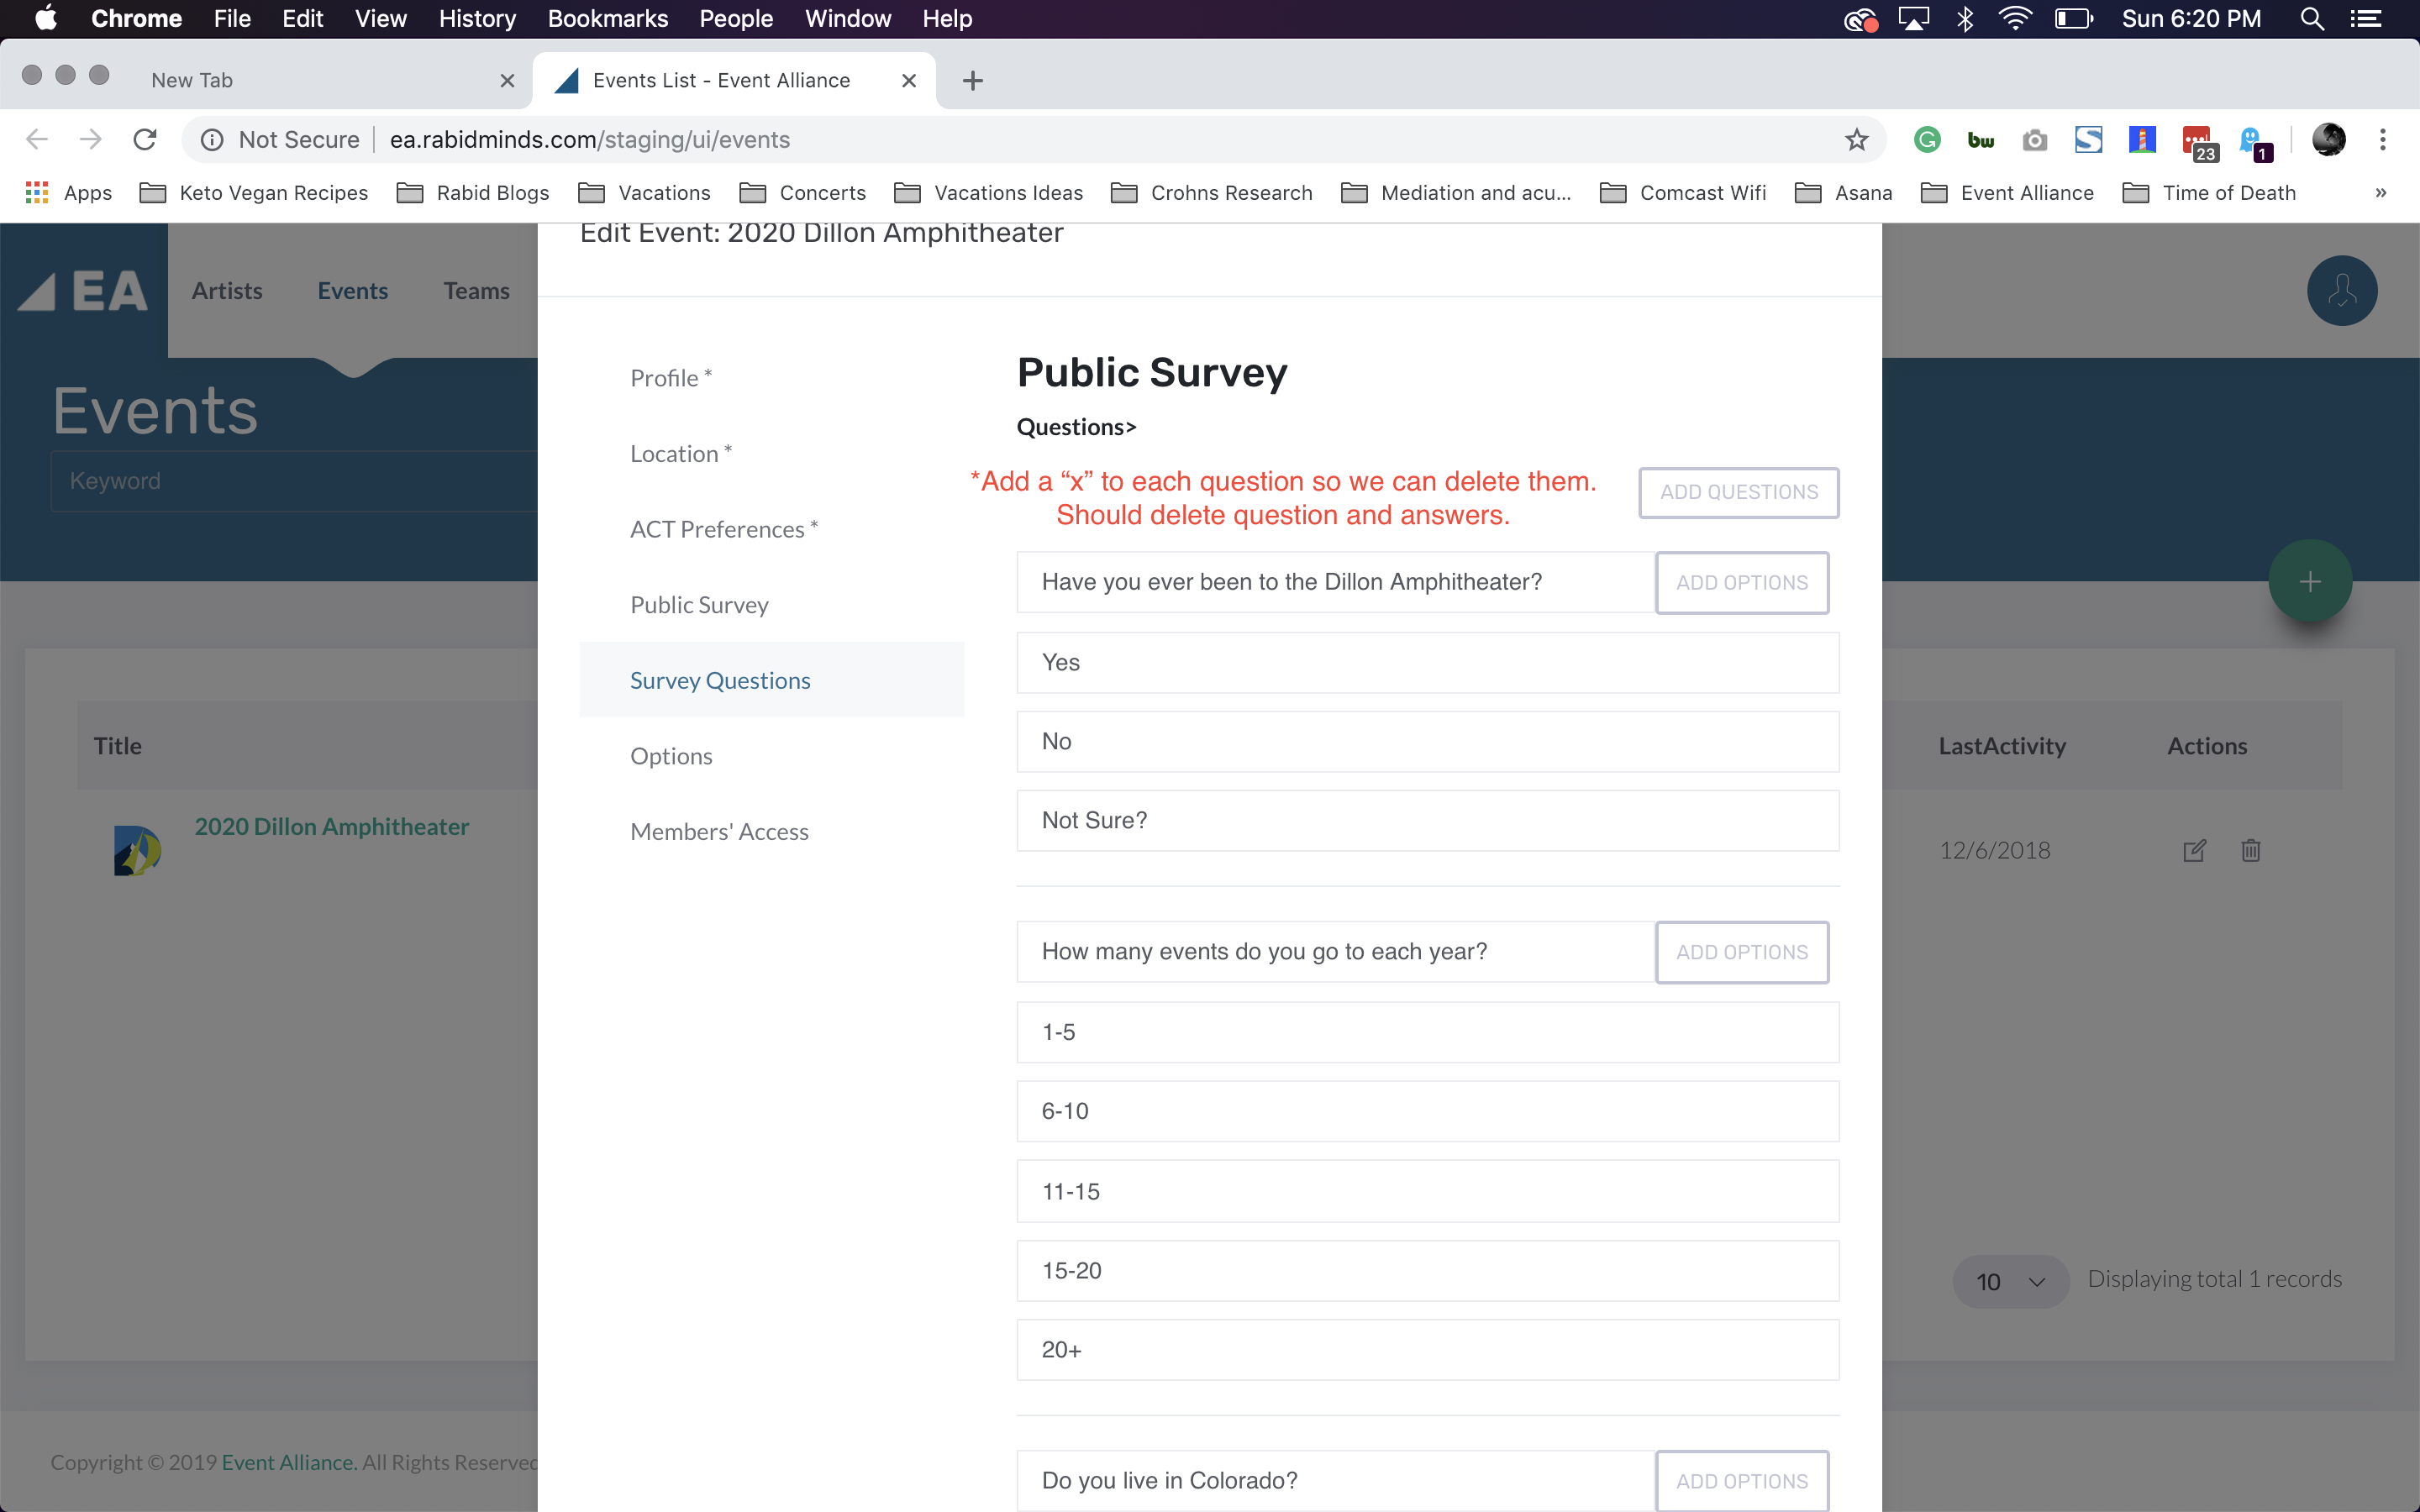 Chrome File Edit View History Bookmarks People Window Help Sun 6:20 PM
New Tab Events List - Event Alliance
Not Secure ea.rabidminds.com/staging/ui/events G bw S 23 1
Apps Keto Vegan Recipes Rabid Blogs Vacations Concerts Vacations Ideas Crohns Research Mediation and acu... Comcast Wifi Asana Event Alliance Time of Death »
Edit Event: 2020 Dillon Amphitheater
EA Artists Events Teams
Events
Keyword
Title
2020 Dillon Amphitheater
Profile *
Location *
ACT Preferences *
Public Survey
Survey Questions
Options
Members' Access
Public Survey
Questions>
*Add a “x” to each question so we can delete them.
Should delete question and answers.
ADD QUESTIONS
Have you ever been to the Dillon Amphitheater? ADD OPTIONS
Yes
No
Not Sure?
How many events do you go to each year? ADD OPTIONS
1-5
6-10
11-15
15-20
20+
Do you live in Colorado? ADD OPTIONS
LastActivity Actions
12/6/2018
10 Displaying total 1 records
Copyright © 2019 Event Alliance. All Rights Reserved